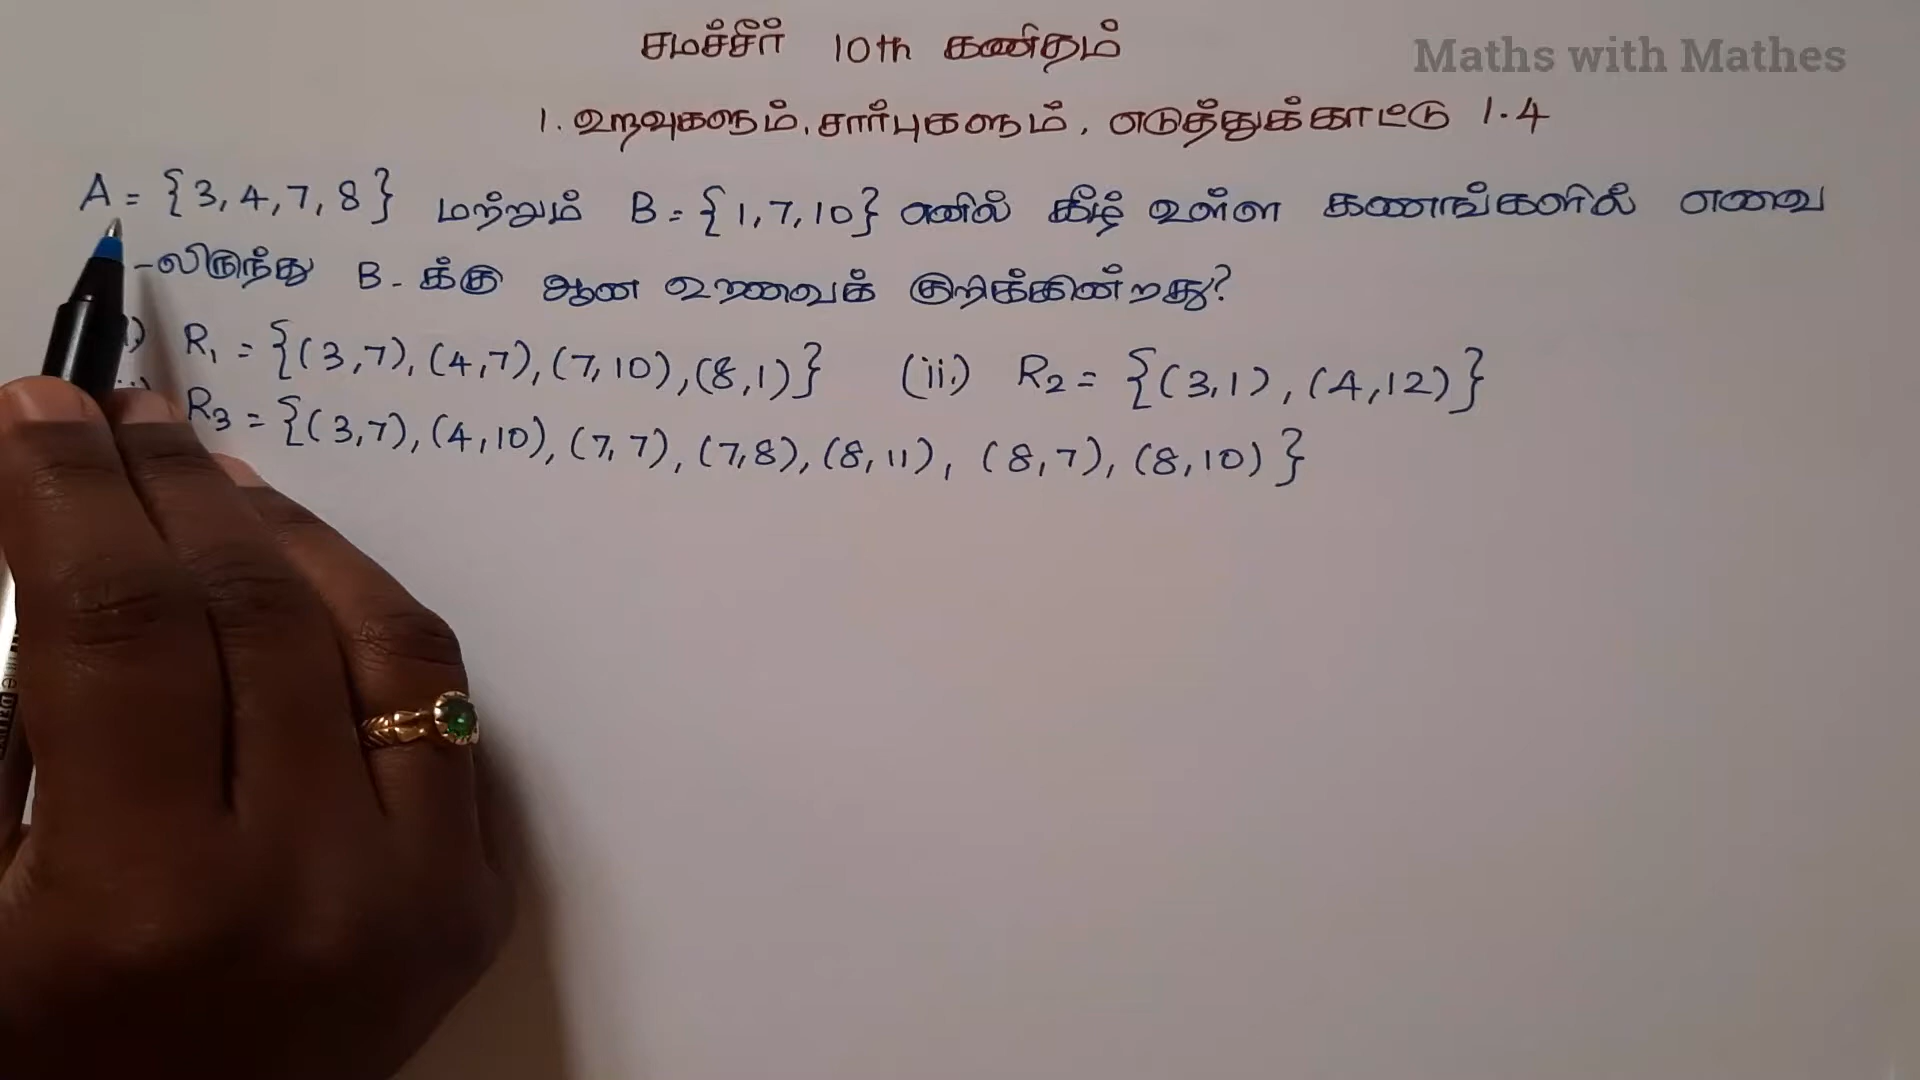 சமச்சீர் 10th கணிதம்
Maths with Mathes
1. உறவுகளும், சார்புகளும், எடுத்துக்காட்டு 1.4
A = {3, 4, 7, 8} மற்றும் B = {1, 7, 10} எனில் கீழ் உள்ள கணங்களில் எவை
-லிருந்து B-க்கு ஆன உறவைக் குறிக்கின்றது?
R₁ = {(3,7), (4,7), (7,10), (8,1)} (ii.) R₂ = {(3,1), (4,12)}
R₃ = {(3,7), (4,10), (7,7), (7,8), (8,11), (8,7), (8,10)}